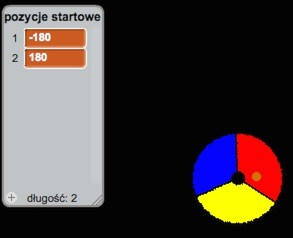 pozycje startowe
1 -180
2 180
+ długość: 2